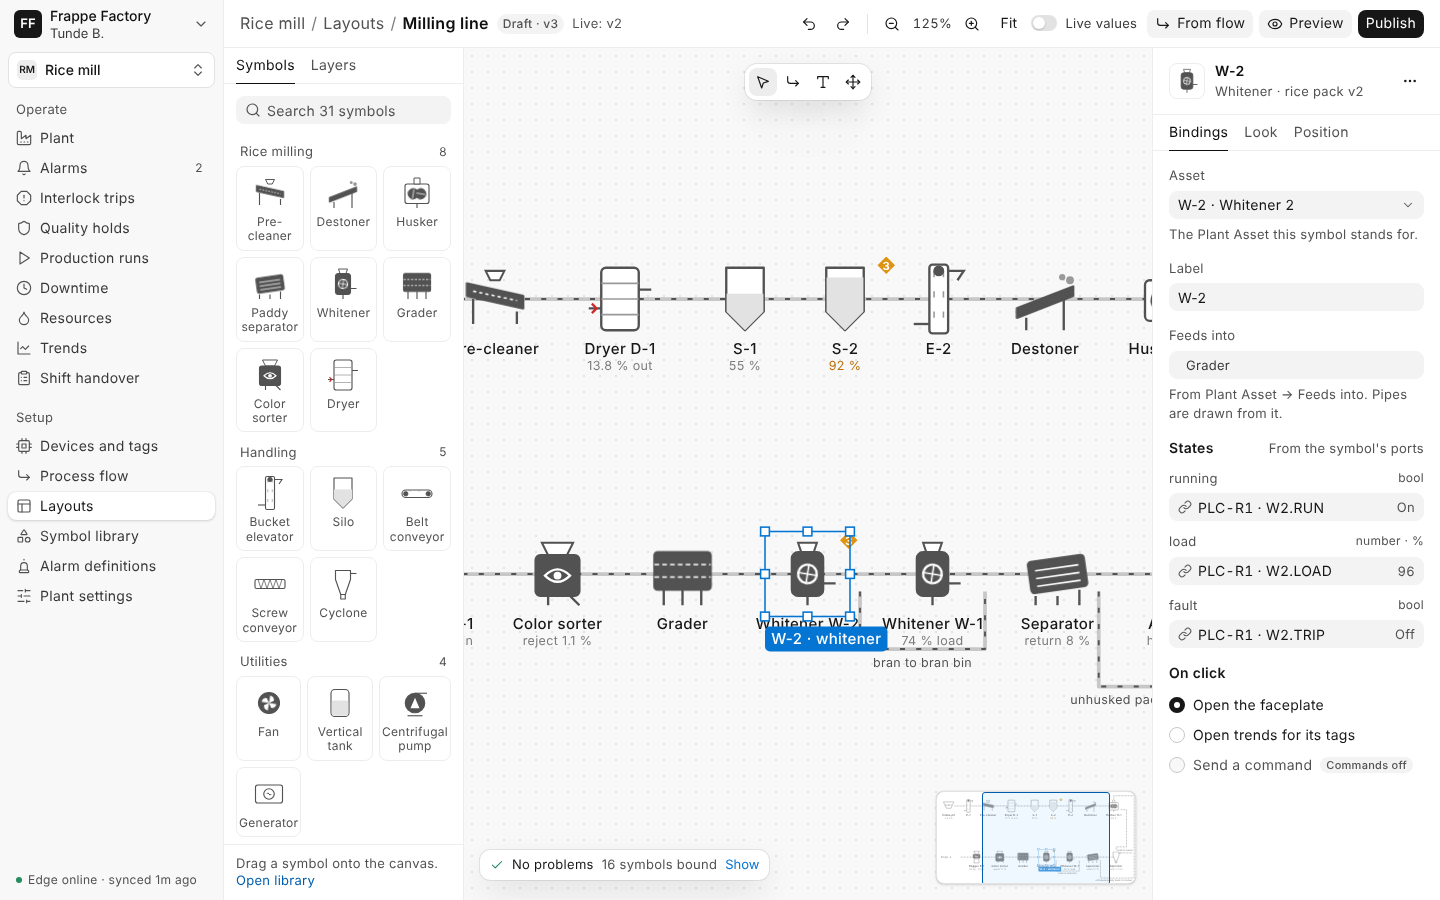 FF
Frappe Factory
Tunde B.
RM Rice mill
Operate
Plant
Alarms 2
Interlock trips
Quality holds
Production runs
Downtime
Resources
Trends
Shift handover
Setup
Devices and tags
Process flow
Layouts
Symbol library
Alarm definitions
Plant settings
Edge online · synced 1m ago
Rice mill / Layouts / Milling line Draft · v3 Live: v2
125% Fit Live values From flow Preview Publish
Symbols Layers
Search 31 symbols
Rice milling 8
Pre-
cleaner
Destoner
Husker
Paddy
separator
Whitener
Grader
Color
sorter
Dryer
Handling 5
Bucket
elevator
Silo
Belt
conveyor
Screw
conveyor
Cyclone
Utilities 4
Fan
Vertical
tank
Centrifugal
pump
Generator
Drag a symbol onto the canvas.
Open library
3
re-cleaner
Dryer D-1
13.8 % out
S-1
55 %
S-2
92 %
E-2
Destoner
Hus
-1
n
Color sorter
reject 1.1 %
Grader
Whitener W-2
W-2 · whitener
Whitener W-1
74 % load
bran to bran bin
Separator
return 8 %
unhusked pa
No problems 16 symbols bound Show
W-2
Whitener · rice pack v2
Bindings Look Position
Asset
W-2 · Whitener 2
The Plant Asset this symbol stands for.
Label
W-2
Feeds into
Grader
From Plant Asset → Feeds into. Pipes
are drawn from it.
States From the symbol's ports
running bool
PLC-R1 · W2.RUN On
load number · %
PLC-R1 · W2.LOAD 96
fault bool
PLC-R1 · W2.TRIP Off
On click
Open the faceplate
Open trends for its tags
Send a command Commands off